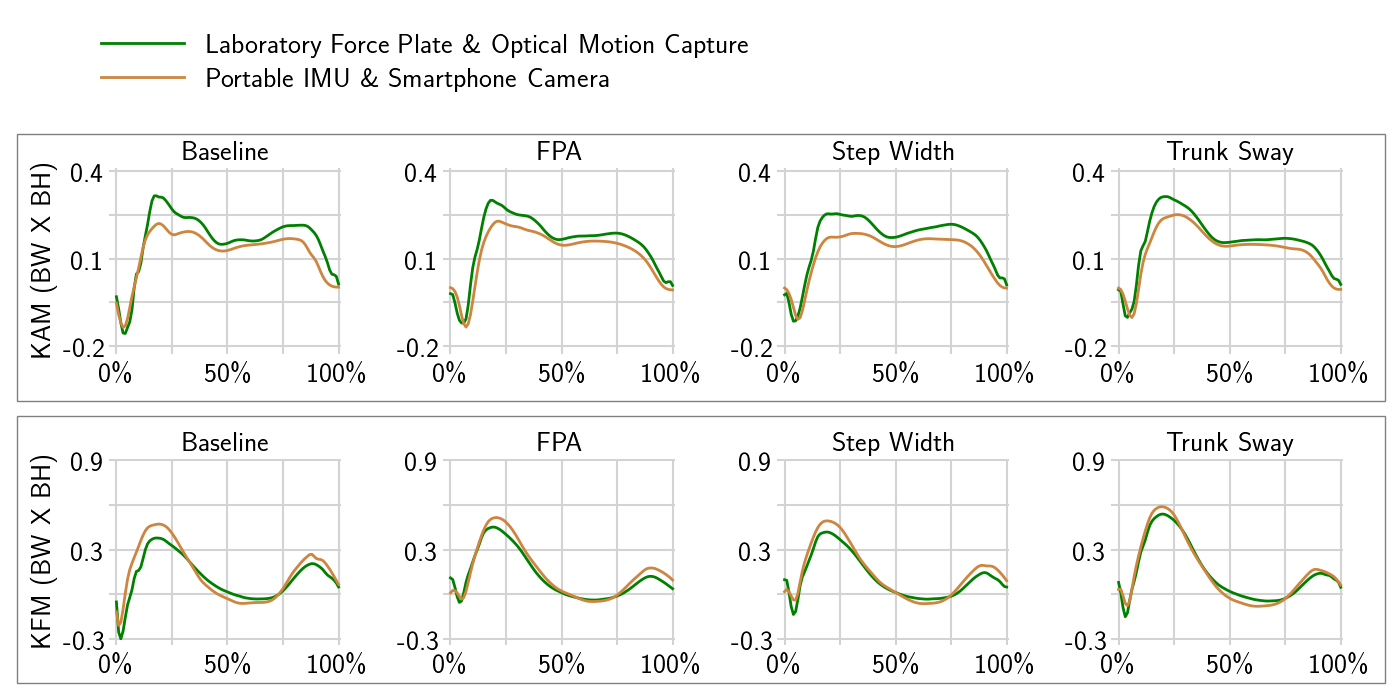 Laboratory Force Plate & Optical Motion Capture
Portable IMU & Smartphone Camera
KAM (BW X BH)
Baseline
0.4
0.1
-0.2
0% 50% 100%
FPA
0.4
0.1
-0.2
0% 50% 100%
Step Width
0.4
0.1
-0.2
0% 50% 100%
Trunk Sway
0.4
0.1
-0.2
0% 50% 100%
KFM (BW X BH)
Baseline
0.9
0.3
-0.3
0% 50% 100%
FPA
0.9
0.3
-0.3
0% 50% 100%
Step Width
0.9
0.3
-0.3
0% 50% 100%
Trunk Sway
0.9
0.3
-0.3
0% 50% 100%